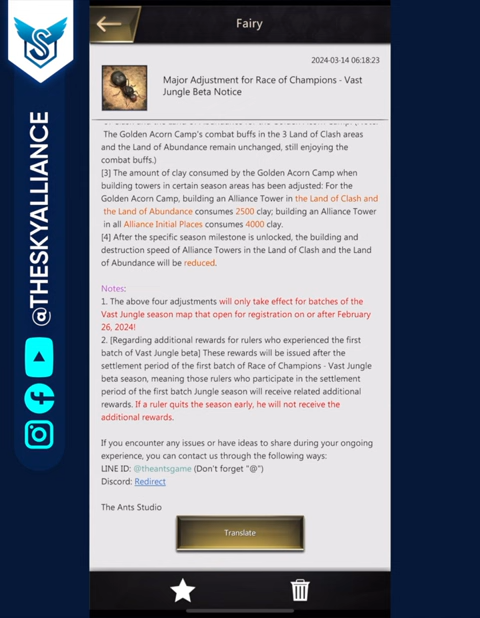 S
@THESKYALLIANCE
Fairy
2024-03-14 06:18:23
Major Adjustment for Race of Champions - Vast
Jungle Beta Notice
The Golden Acorn Camp's combat buffs in the 3 Land of Clash areas
and the Land of Abundance remain unchanged, still enjoying the
combat buffs.)
[3] The amount of clay consumed by the Golden Acorn Camp when
building towers in certain season areas has been adjusted: For the
Golden Acorn Camp, building an Alliance Tower in the Land of Clash and
the Land of Abundance consumes 2500 clay; building an Alliance Tower
in all Alliance Initial Places consumes 4000 clay.
[4] After the specific season milestone is unlocked, the building and
destruction speed of Alliance Towers in the Land of Clash and the Land
of Abundance will be reduced.
Notes:
1. The above four adjustments will only take effect for batches of the
Vast Jungle season map that open for registration on or after February
26, 2024!
2. [Regarding additional rewards for rulers who experienced the first
batch of Vast Jungle beta] These rewards will be issued after the
settlement period of the first batch of Race of Champions - Vast Jungle
beta season, meaning those rulers who participate in the settlement
period of the first batch Jungle season will receive related additional
rewards. If a ruler quits the season early, he will not receive the
additional rewards.
If you encounter any issues or have ideas to share during your ongoing
experience, you can contact us through the following ways:
LINE ID: @theantsgame (Don't forget "@")
Discord: Redirect
The Ants Studio
Translate